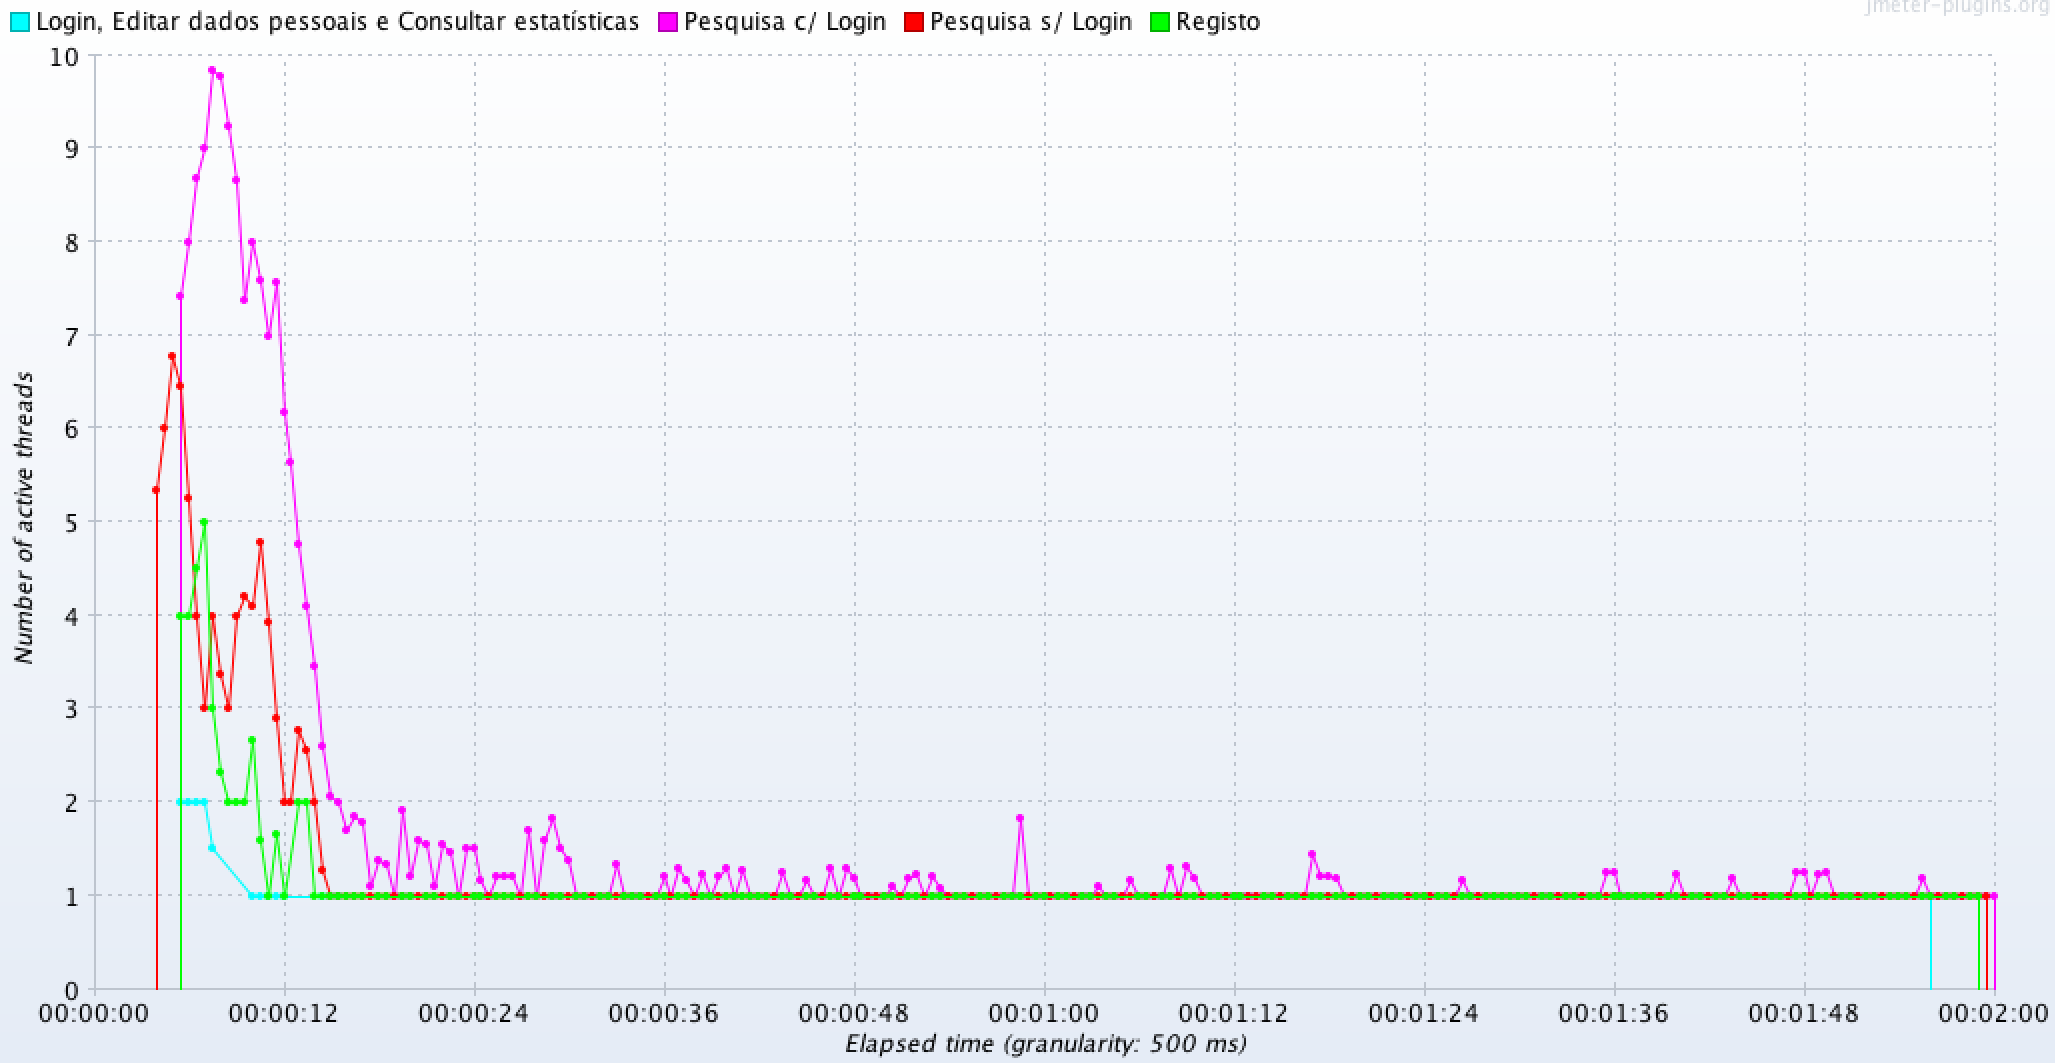 jmeter-plugins.org
Login, Editar dados pessoais e Consultar estatísticas Pesquisa c/ Login Pesquisa s/ Login Registo
10
9
8
7
6
5
4
3
2
1
0
Number of active threads
00:00:00 00:00:12 00:00:24 00:00:36 00:00:48 00:01:00 00:01:12 00:01:24 00:01:36 00:01:48 00:02:00
Elapsed time (granularity: 500 ms)